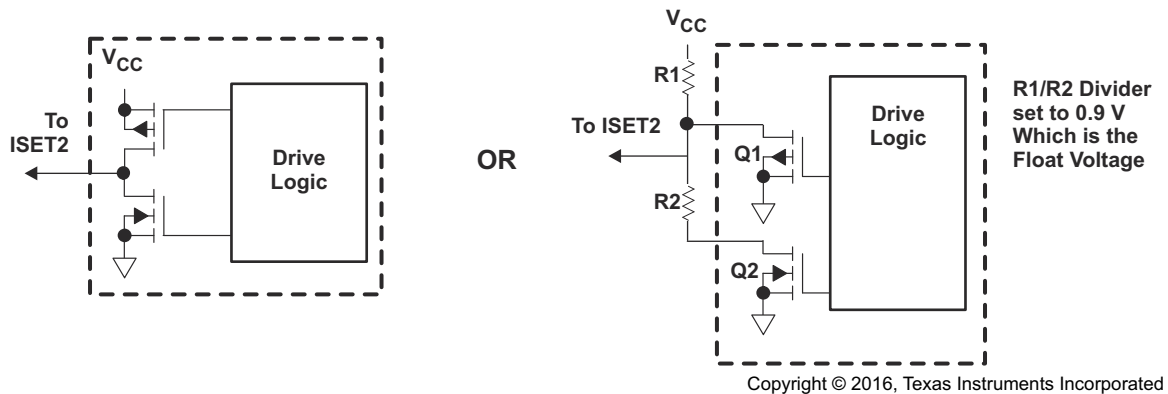 VCC
To
ISET2
Drive
Logic
OR
VCC
R1
To ISET2
R2
Q1
Q2
Drive
Logic
R1/R2 Divider
set to 0.9 V
Which is the
Float Voltage
Copyright © 2016, Texas Instruments Incorporated